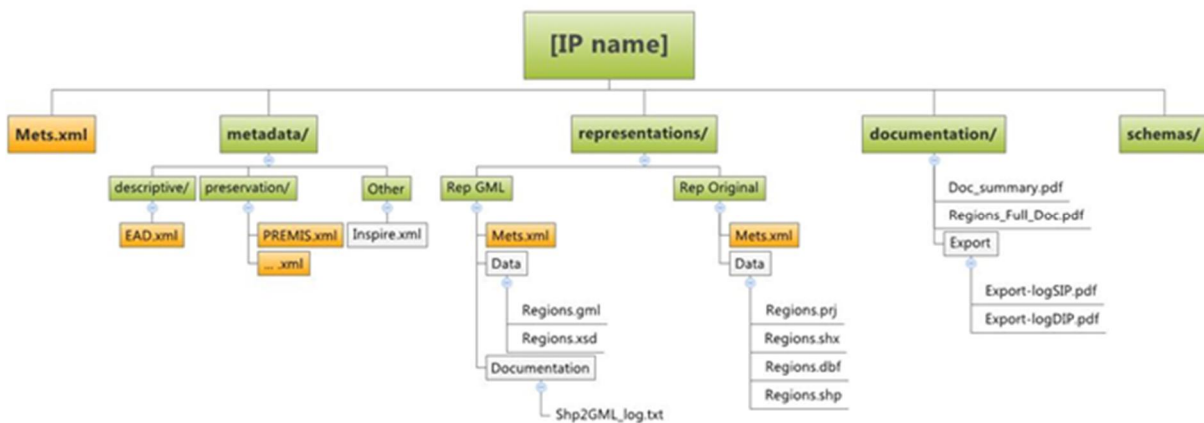 [IP name]
Mets.xml
metadata/
representations/
documentation/
schemas/
descriptive/
preservation/
Other
EAD.xml
PREMIS.xml
... .xml
Inspire.xml
Rep GML
Mets.xml
Data
Regions.gml
Regions.xsd
Documentation
Shp2GML_log.txt
Rep Original
Mets.xml
Data
Regions.prj
Regions.shx
Regions.dbf
Regions.shp
Doc_summary.pdf
Regions_Full_Doc.pdf
Export
Export-logSIP.pdf
Export-logDIP.pdf